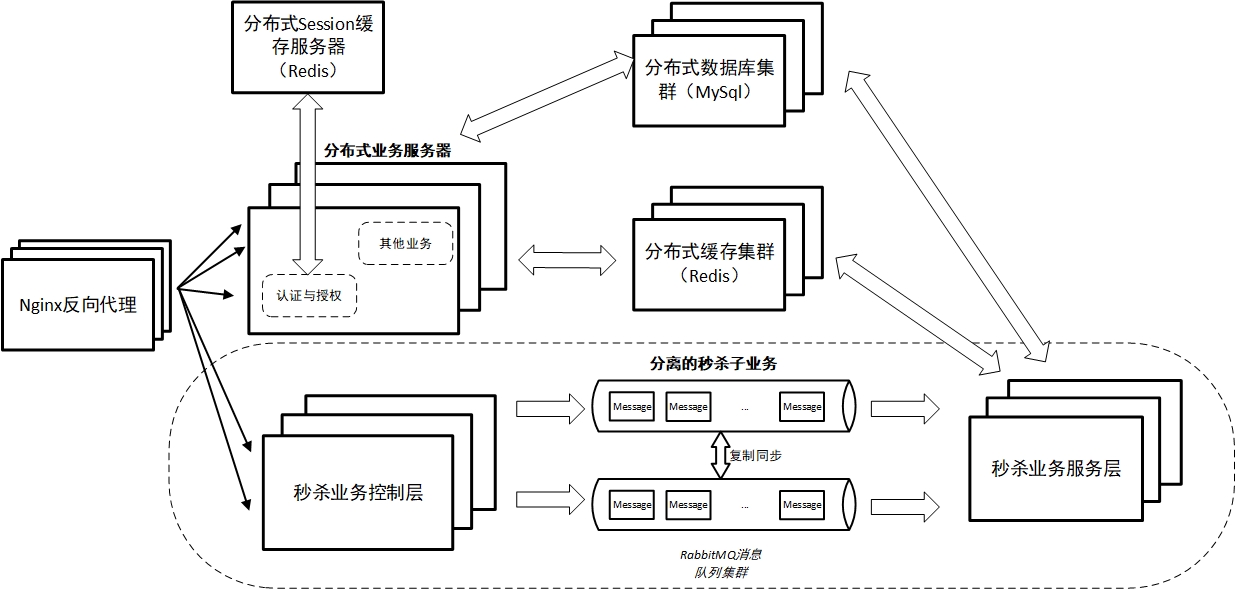 分布式Session缓
存服务器
（Redis）
分布式数据库集
群（MySql）
分布式业务服务器
其他业务
认证与授权
分布式缓存集群
（Redis）
Nginx反向代理
分离的秒杀子业务
Message
Message
...
Message
复制同步
秒杀业务控制层
秒杀业务服务层
Message
Message
...
Message
RabbitMQ消息
队列集群